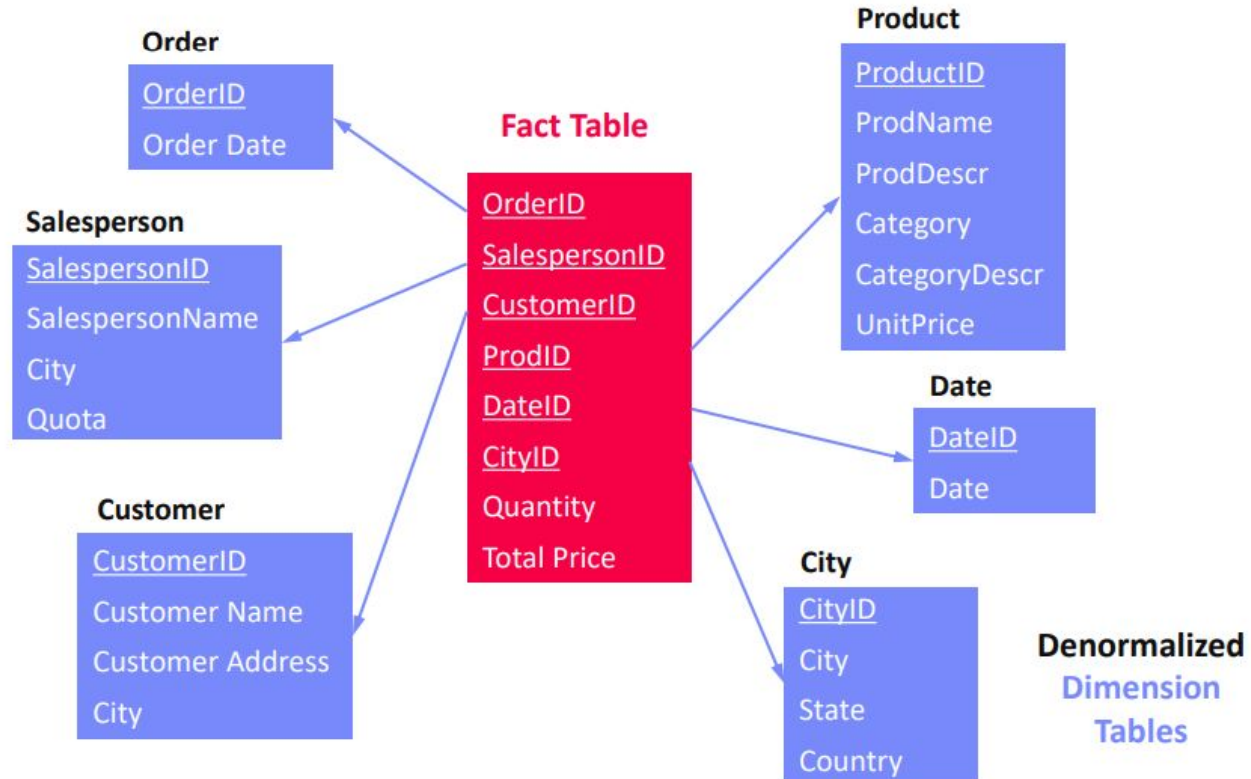 Order
OrderID
Order Date
Salesperson
SalespersonID
SalespersonName
City
Quota
Customer
CustomerID
Customer Name
Customer Address
City
Fact Table
OrderID
SalespersonID
CustomerID
ProdID
DateID
CityID
Quantity
Total Price
Product
ProductID
ProdName
ProdDescr
Category
CategoryDescr
UnitPrice
Date
DateID
Date
City
CityID
City
State
Country
Denormalized
Dimension
Tables